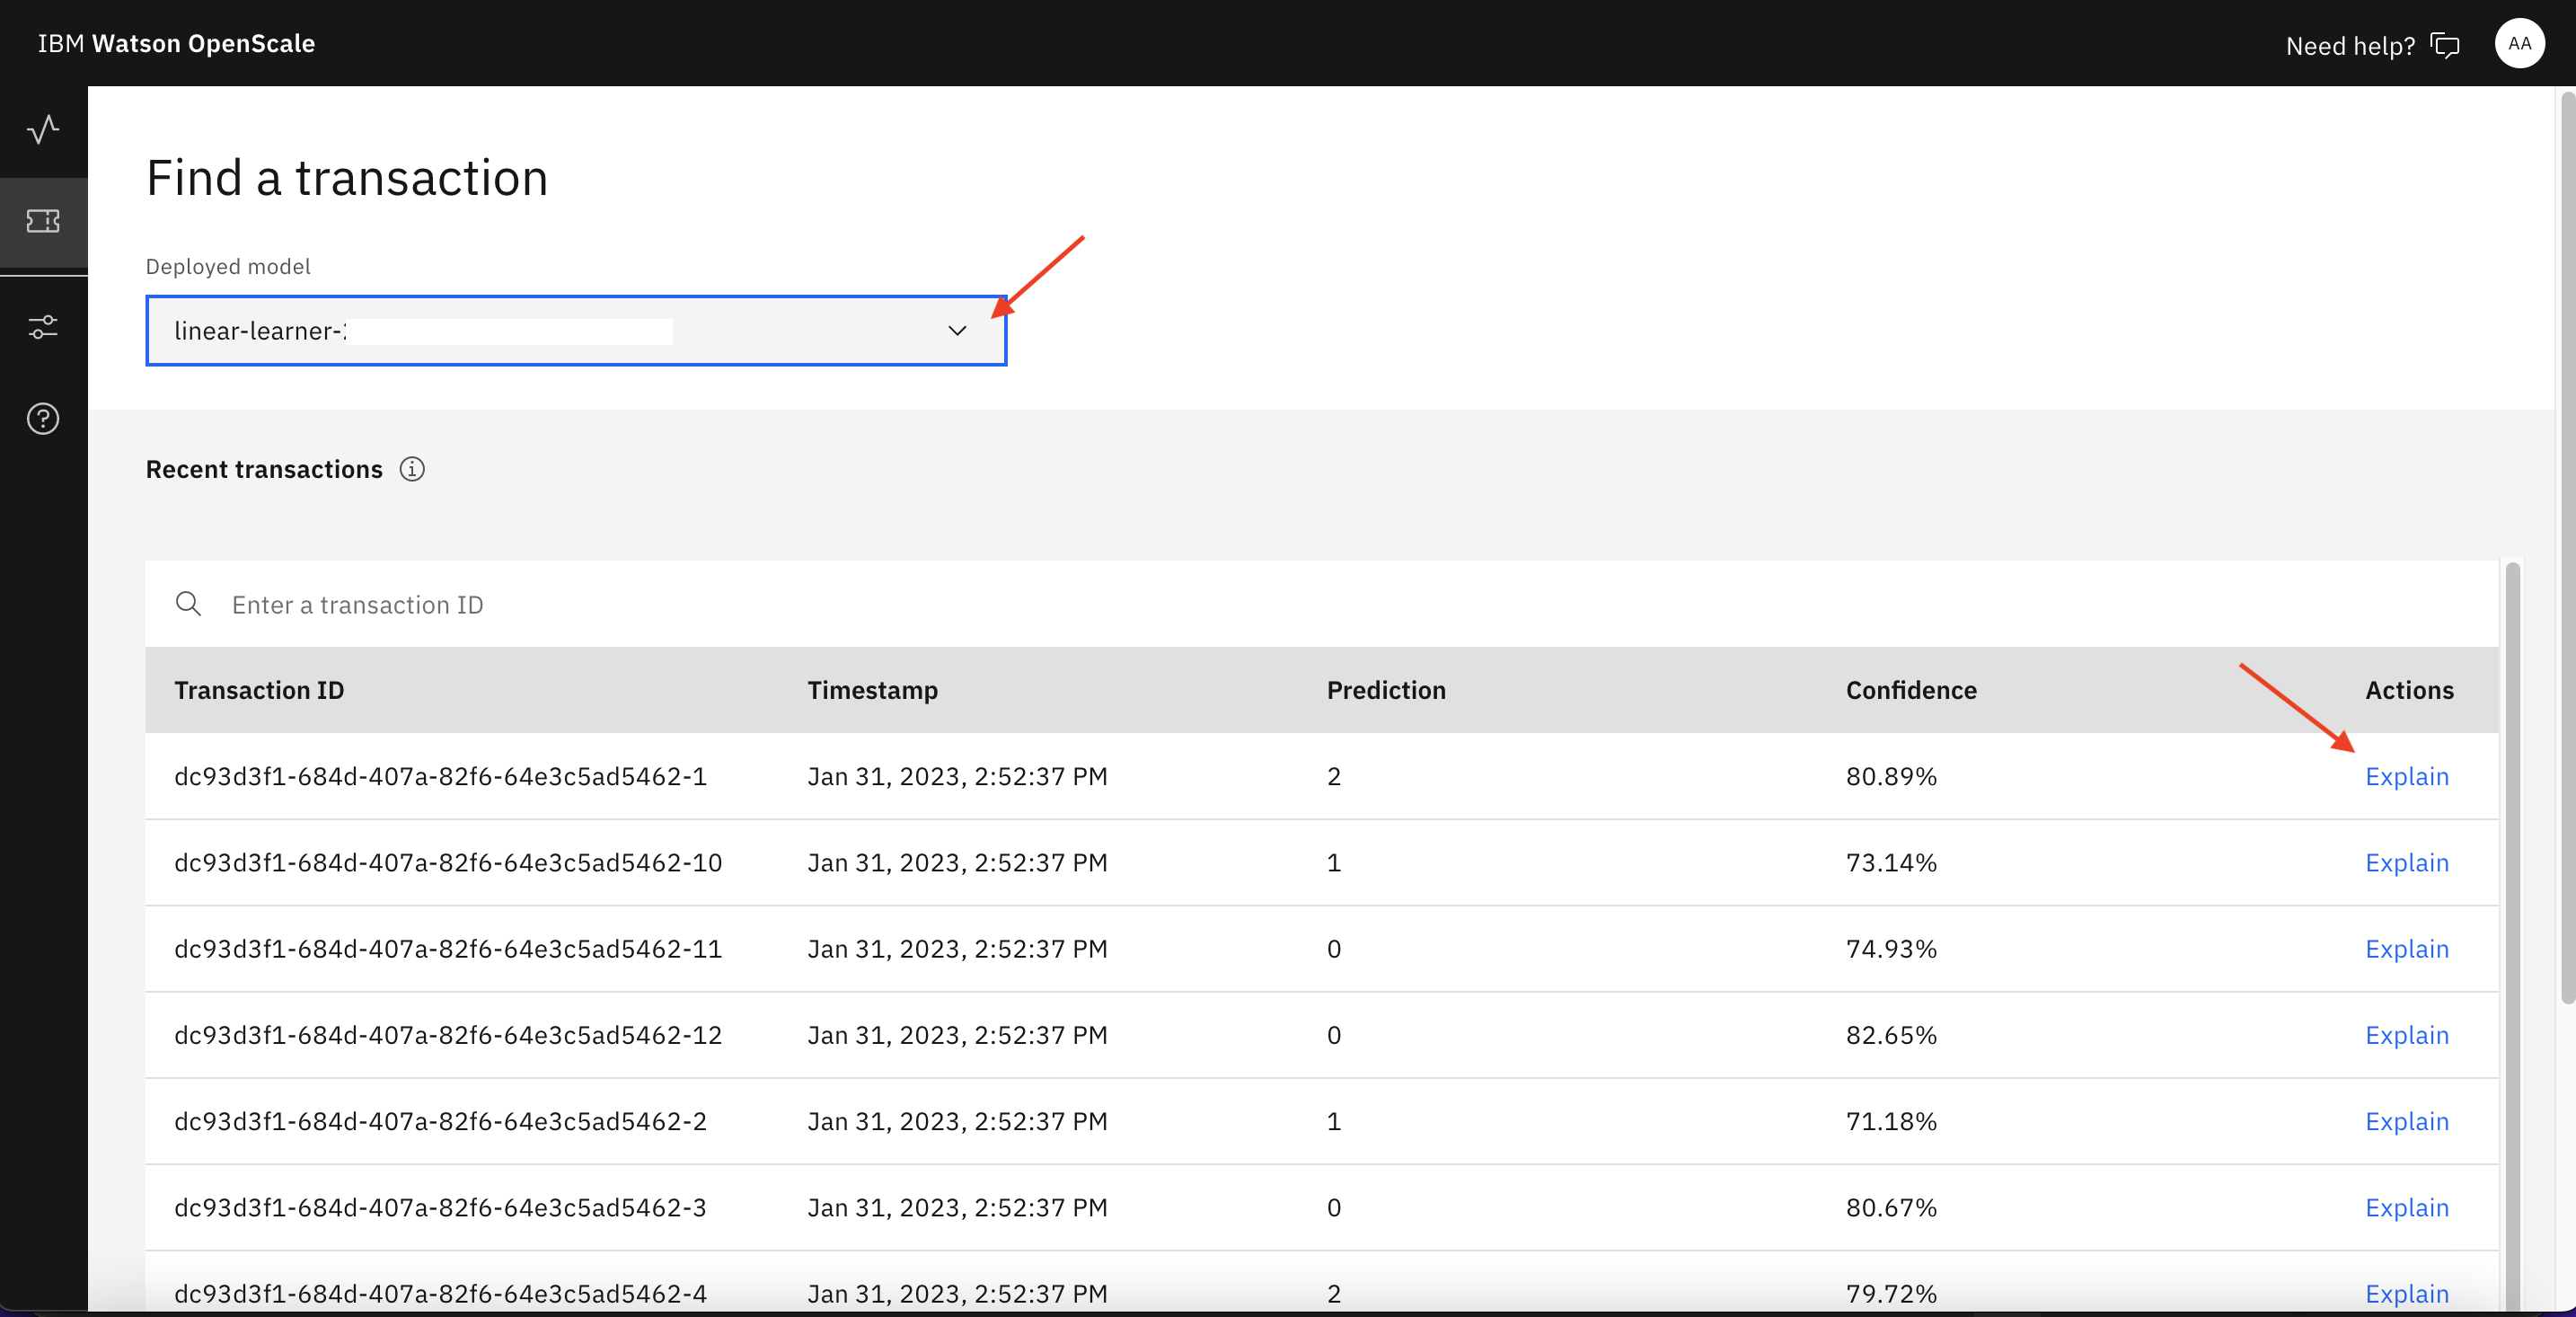 IBM Watson OpenScale
Need help?
AA
Find a transaction
Deployed model
linear-learner-
Recent transactions
Enter a transaction ID
Transaction ID Timestamp Prediction Confidence Actions
dc93d3f1-684d-407a-82f6-64e3c5ad5462-1 Jan 31, 2023, 2:52:37 PM 2 80.89% Explain
dc93d3f1-684d-407a-82f6-64e3c5ad5462-10 Jan 31, 2023, 2:52:37 PM 1 73.14% Explain
dc93d3f1-684d-407a-82f6-64e3c5ad5462-11 Jan 31, 2023, 2:52:37 PM 0 74.93% Explain
dc93d3f1-684d-407a-82f6-64e3c5ad5462-12 Jan 31, 2023, 2:52:37 PM 0 82.65% Explain
dc93d3f1-684d-407a-82f6-64e3c5ad5462-2 Jan 31, 2023, 2:52:37 PM 1 71.18% Explain
dc93d3f1-684d-407a-82f6-64e3c5ad5462-3 Jan 31, 2023, 2:52:37 PM 0 80.67% Explain
dc93d3f1-684d-407a-82f6-64e3c5ad5462-4 Jan 31, 2023, 2:52:37 PM 2 79.72% Explain